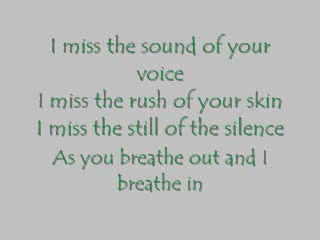 I miss the sound of your
voice
I miss the rush of your skin
I miss the still of the silence
As you breathe out and I
breathe in